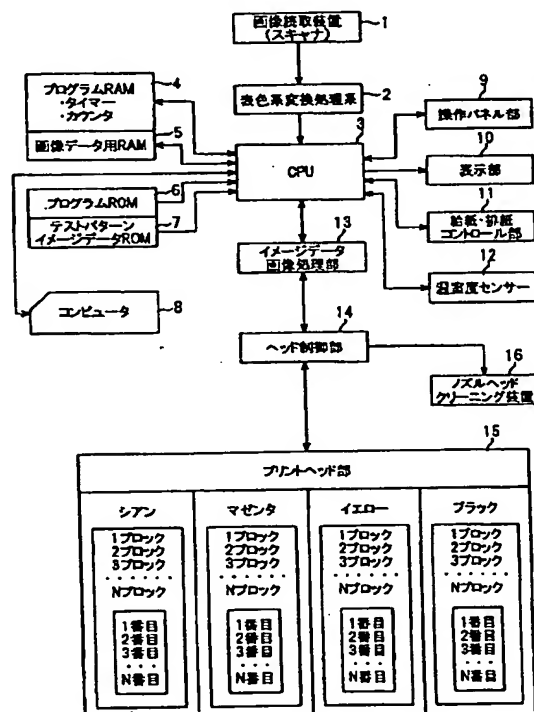 画像読取装置
(スキャナ)
1
表色系変換処理系
2
3
CPU
4
プログラムRAM
・タイマー
・カウンタ
5
画像データ用RAM
6
プログラムROM
7
テストパターン
イメージデータROM
コンピュータ
8
9
操作パネル部
10
表示部
11
給紙・排紙
コントロール部
12
温湿度センサー
13
イメージデータ
画像処理部
14
ヘッド制御部
16
ノズルヘッド
クリーニング装置
15
プリントヘッド部
シアン
1ブロック
2ブロック
3ブロック
・・・・・・
Nブロック
1番目
2番目
3番目
・・・
N番目
マゼンタ
1ブロック
2ブロック
3ブロック
・・・・・・
Nブロック
1番目
2番目
3番目
・・・
N番目
イエロー
1ブロック
2ブロック
3ブロック
・・・・・・
Nブロック
1番目
2番目
3番目
・・・
N番目
ブラック
1ブロック
2ブロック
3ブロック
・・・・・・
Nブロック
1番目
2番目
3番目
・・・
N番目